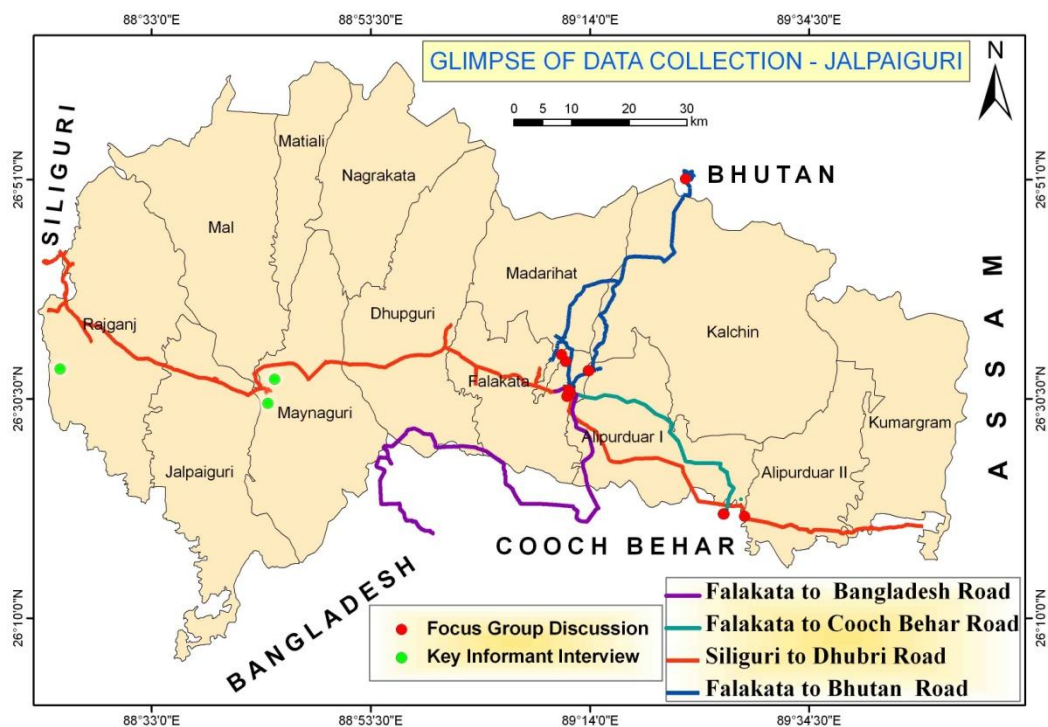 88°33'0"E 88°53'30"E 89°14'0"E 89°34'30"E
GLIMPSE OF DATA COLLECTION - JALPAIGURI
N
0 5 10 20 30
km
26°51'0"N
26°51'0"N
SILIGURI
BHUTAN
Matiali
Nagrakata
Mal
Madarihat
ASSSAM
Kalchin
Dhupguri
Rajganj
Falakata
26°30'30"N
26°30'30"N
Maynaguri
Kumargram
Alipurduar I
Jalpaiguri
Alipurduar II
COOCH BEHAR
BANGLADESH
26°10'0"N
26°10'0"N
Focus Group Discussion
Key Informant Interview
Falakata to Bangladesh Road
Falakata to Cooch Behar Road
Siliguri to Dhubri Road
Falakata to Bhutan Road
88°33'0"E 88°53'30"E 89°14'0"E 89°34'30"E